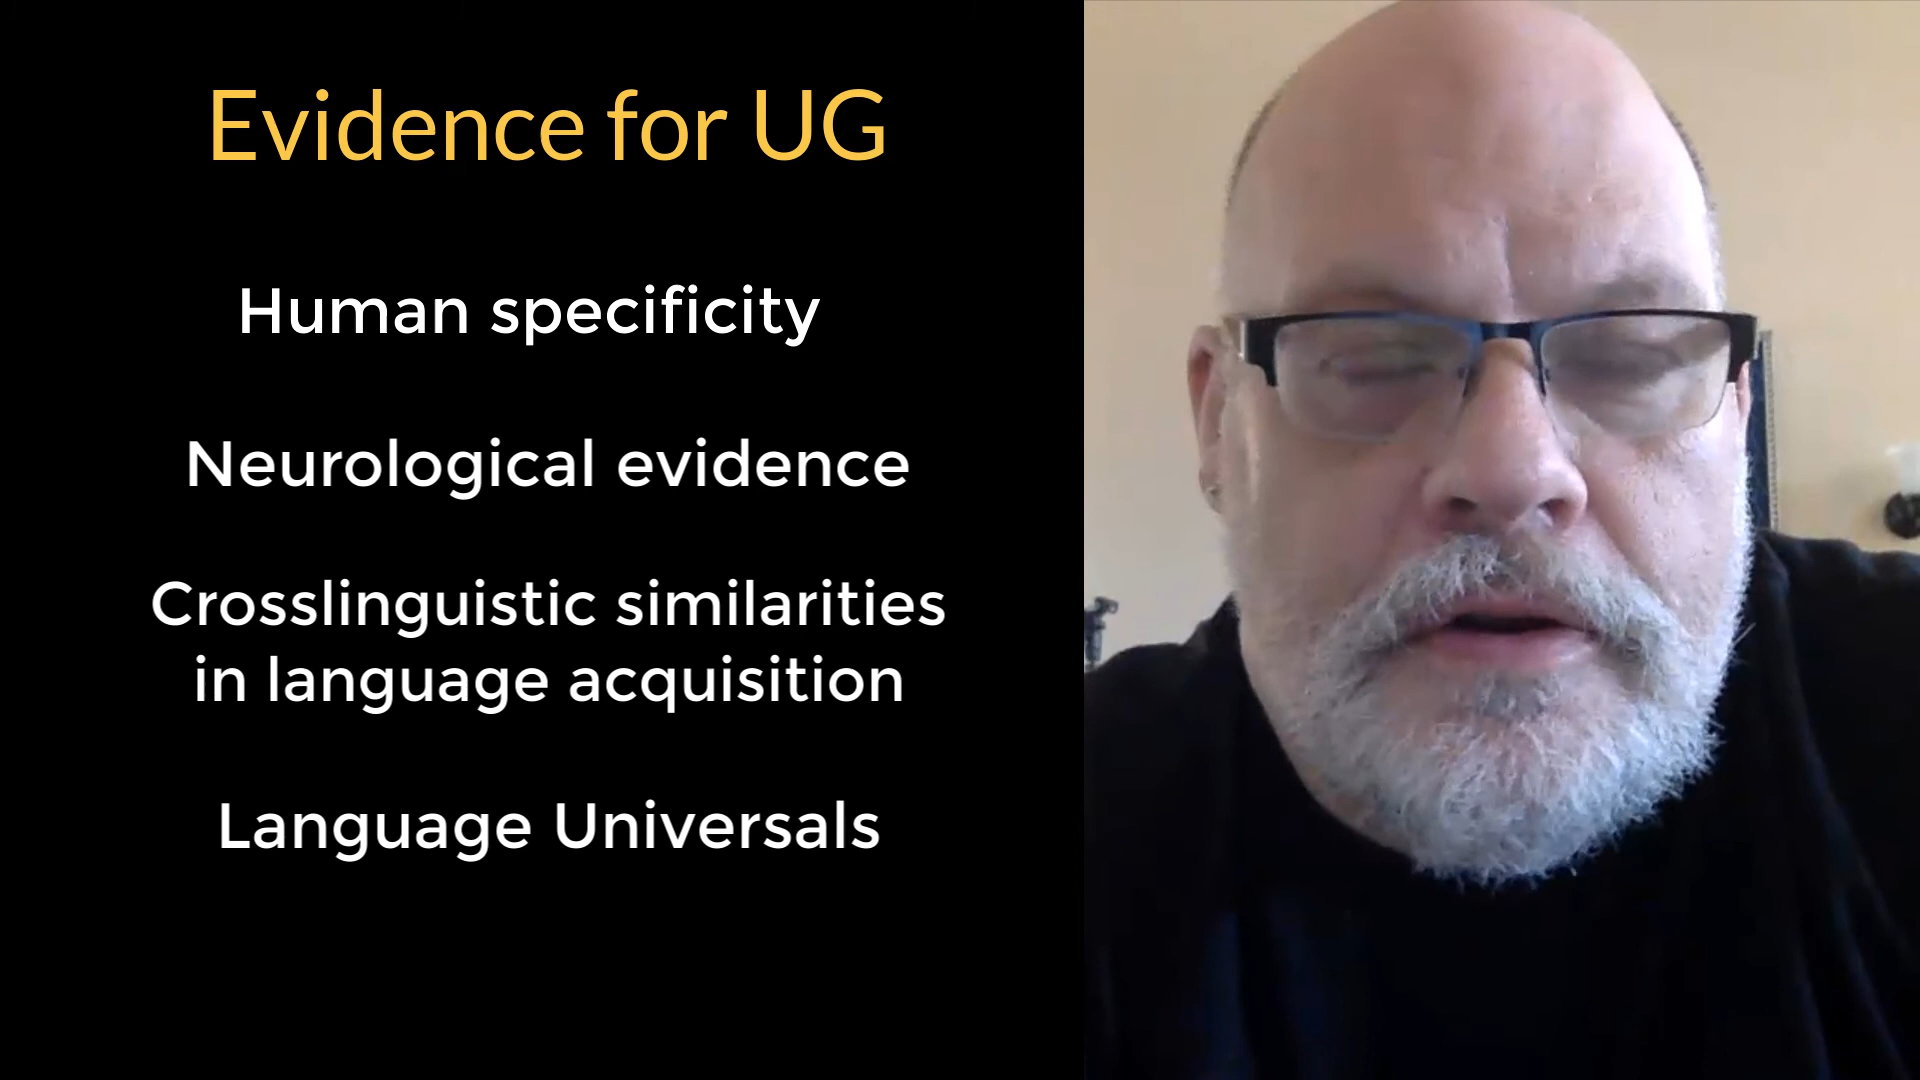 Evidence for UG
Human specificity
Neurological evidence
Crosslinguistic similarities
in language acquisition
Language Universals